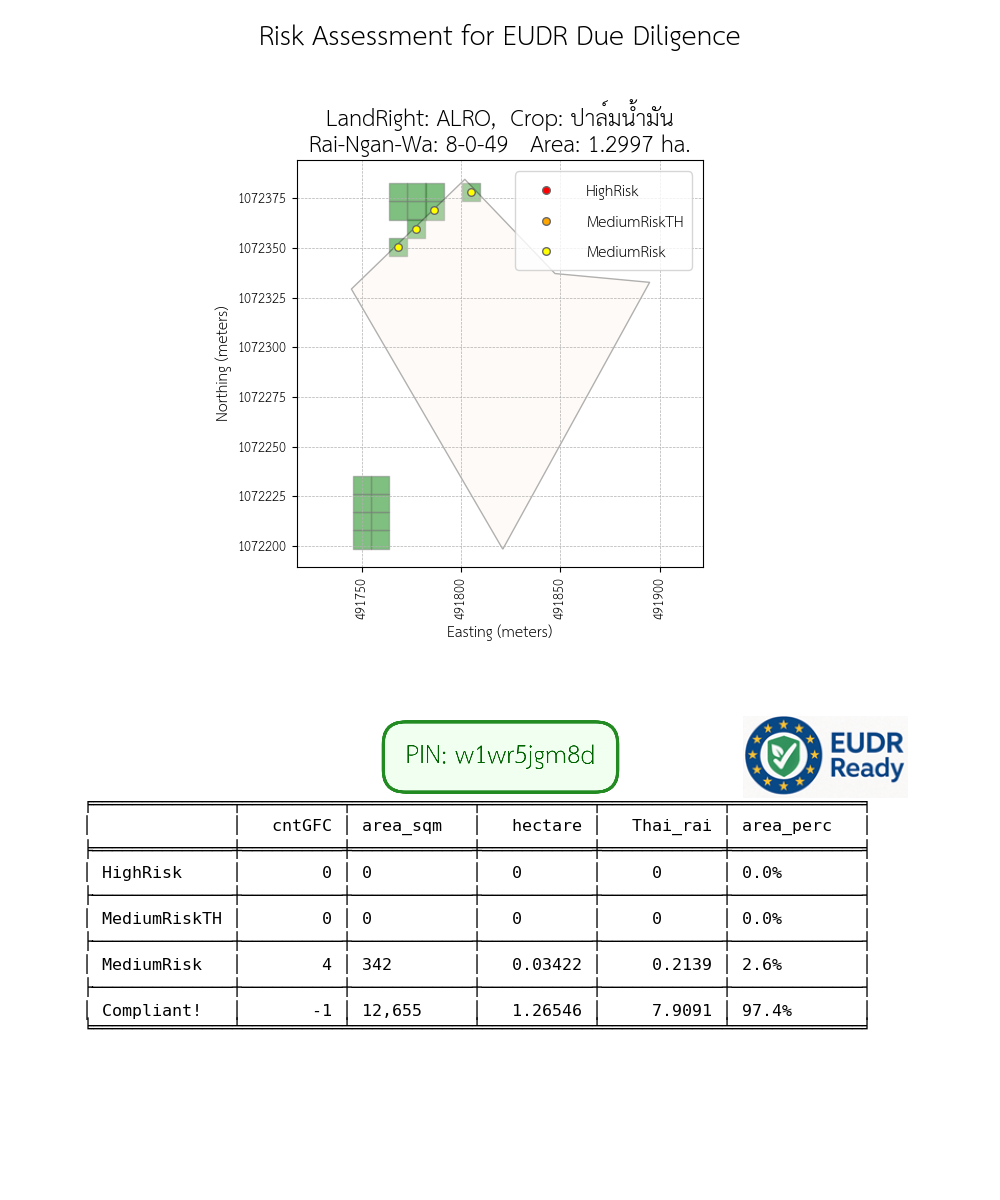 Risk Assessment for EUDR Due Diligence
LandRight: ALRO,  Crop: ปาล์มน้ำมัน
Rai-Ngan-Wa: 8-0-49   Area: 1.2997 ha.
HighRisk
MediumRiskTH
MediumRisk
1072375
1072350
1072325
1072300
1072275
1072250
1072225
1072200
Northing (meters)
491750
491800
491850
491900
Easting (meters)
PIN: w1wr5jgm8d
EUDR
Ready
cntGFC area_sqm hectare Thai_rai area_perc
HighRisk 0 0 0 0 0.0%
MediumRiskTH 0 0 0 0 0.0%
MediumRisk 4 342 0.03422 0.2139 2.6%
Compliant! -1 12,655 1.26546 7.9091 97.4%